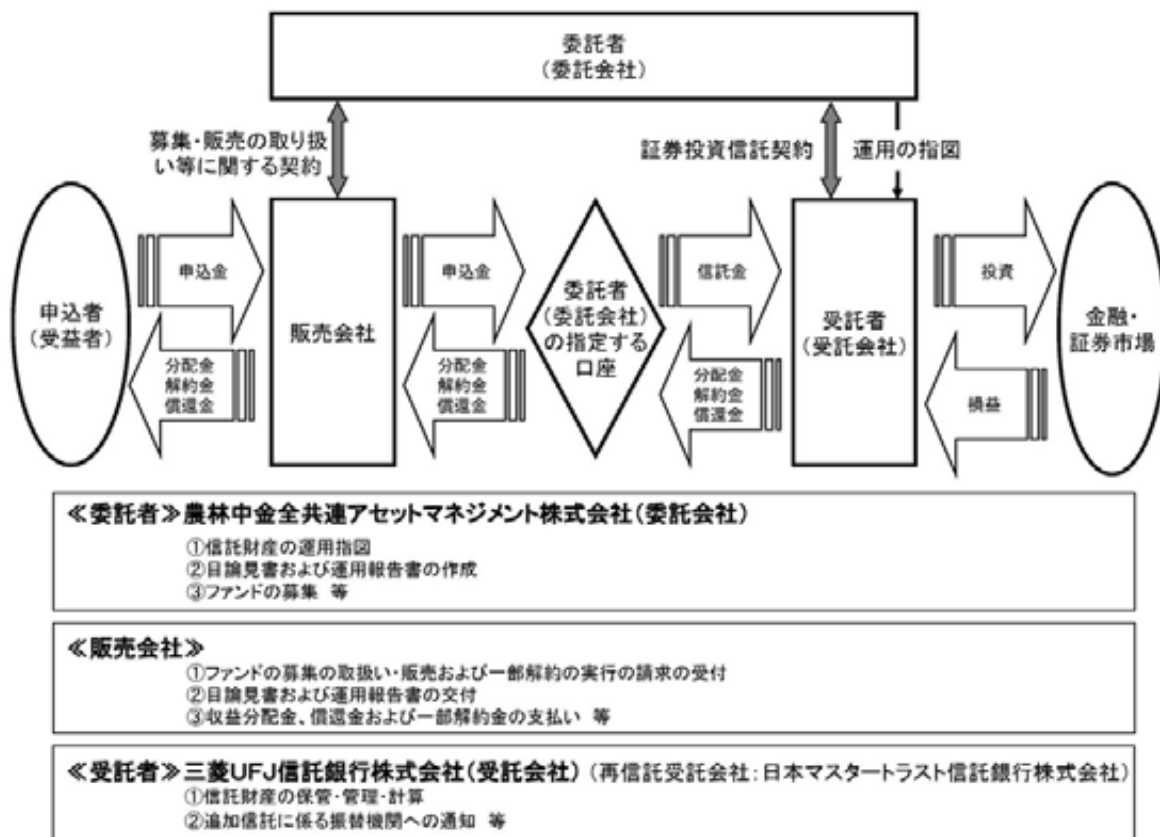 委託者
(委託会社)
募集・販売の取り扱
い等に関する契約
証券投資信託契約
運用の指図
申込者
(受益者)
申込金
分配金
解約金
償還金
販売会社
申込金
分配金
解約金
償還金
委託者
(委託会社)
の指定する
口座
信託金
分配金
解約金
償還金
受託者
(受託会社)
投資
損益
金融・
証券市場
≪委託者≫農林中金全共連アセットマネジメント株式会社(委託会社)
①信託財産の運用指図
②目論見書および運用報告書の作成
③ファンドの募集 等
≪販売会社≫
①ファンドの募集の取扱い・販売および一部解約の実行の請求の受付
②目論見書および運用報告書の交付
③収益分配金、償還金および一部解約金の支払い 等
≪受託者≫三菱UFJ信託銀行株式会社(受託会社) (再信託受託会社:日本マスタートラスト信託銀行株式会社)
①信託財産の保管・管理・計算
②追加信託に係る振替機関への通知 等